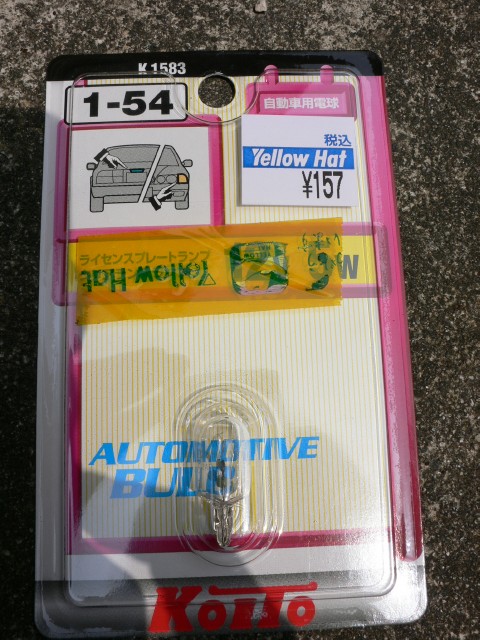 K1583
1-54
自動車用電球
税込
Yellow Hat
¥157
ライセンスプレートランプ
Yellow Hat
W
AUTOMOTIVE
BULB
KOITO